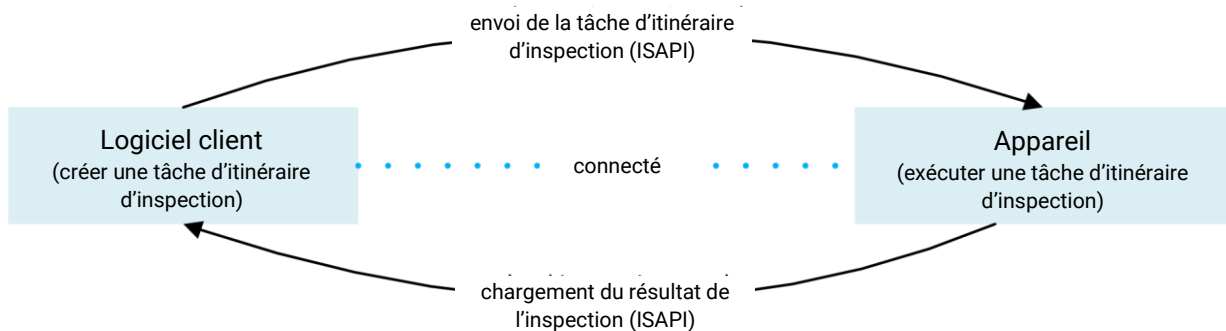 envoi de la tâche d’itinéraire
d’inspection (ISAPI)
Logiciel client
(créer une tâche d’itinéraire
d’inspection)
connecté
Appareil
(exécuter une tâche d’itinéraire
d’inspection)
chargement du résultat de
l’inspection (ISAPI)